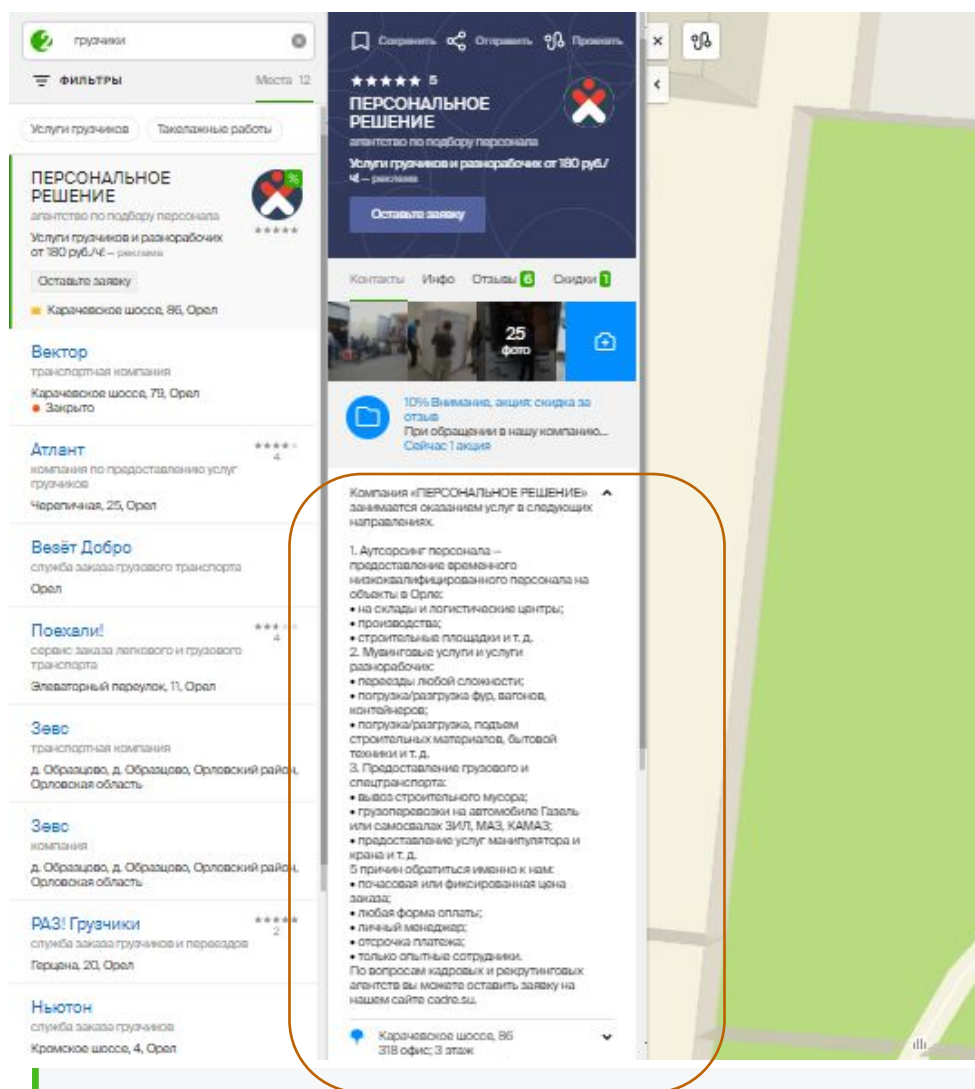 грузчики
ФИЛЬТРЫ
Места 12
Услуги грузчиков
Такелажные работы
ПЕРСОНАЛЬНОЕ
РЕШЕНИЕ
%
агентство по подбору персонала
Услуги грузчиков и разнорабочих
от 180 руб./ч! – реклама
Оставьте заявку
Карачевское шоссе, 86, Орел
Вектор
транспортная компания
Карачевское шоссе, 79, Орел
Закрыто
Атлант
4
компания по предоставлению услуг
грузчиков
Черепичная, 25, Орел
Везёт Добро
служба заказа грузового транспорта
Орел
Поехали!
4
сервис заказа легкового и грузового
транспорта
Элеваторный переулок, 11, Орел
Зевс
транспортная компания
д. Образцово, д. Образцово, Орловский район,
Орловская область
Зевс
компания
д. Образцово, д. Образцово, Орловский район,
Орловская область
РАЗ! Грузчики
2
служба заказа грузчиков и переездов
Герцена, 20, Орел
Ньютон
служба заказа грузчиков
Кромское шоссе, 4, Орел
Сохранить
Отправить
Проехать
5
ПЕРСОНАЛЬНОЕ
РЕШЕНИЕ
агентство по подбору персонала
Услуги грузчиков и разнорабочих от 180 руб./
ч! – реклама
Оставьте заявку
Контакты Инфо Отзывы 6 Скидки 1
25
фото
10% Внимание, акция: скидка за
отзыв
При обращении в нашу компанию...
Сейчас 1 акция
Компания «ПЕРСОНАЛЬНОЕ РЕШЕНИЕ»
занимается оказанием услуг в следующих
направлениях.
1. Аутсорсинг персонала –
предоставление временного
низкоквалифицированного персонала на
объекты в Орле:
• на склады и логистические центры;
• производства;
• строительные площадки и т. д.
2. Мувинговые услуги и услуги
разнорабочих:
• переезды любой сложности;
• погрузка/разгрузка фур, вагонов,
контейнеров;
• погрузка/разгрузка, подъем
строительных материалов, бытовой
техники и т. д.
3. Предоставление грузового и
спецтранспорта:
• вывоз строительного мусора;
• грузоперевозки на автомобиле Газель
или самосвалах ЗИЛ, МАЗ, КАМАЗ;
• предоставление услуг манипулятора и
крана и т. д.
5 причин обратиться именно к нам:
• почасовая или фиксированная цена
заказа;
• любая форма оплаты;
• личный менеджер;
• отсрочка платежа;
• только опытные сотрудники.
По вопросам кадровых и рекрутинговых
агентств вы можете оставить заявку на
нашем сайте cadre.su.
Карачевское шоссе, 86
318 офис; 3 этаж